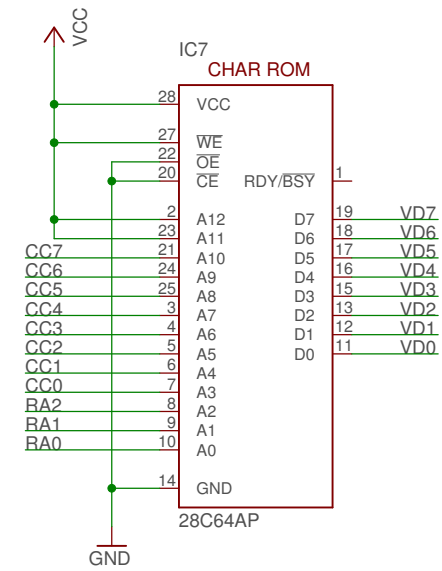 VCC
IC7
CHAR ROM
28 VCC
27 WE
22 OE
20 CE RDY/BSY 1
2 A12 D7 19 VD7
23 A11 D6 18 VD6
CC7 21 A10 D5 17 VD5
CC6 24 A9 D4 16 VD4
CC5 25 A8 D3 15 VD3
CC4 3 A7 D2 13 VD2
CC3 4 A6 D1 12 VD1
CC2 5 A5 D0 11 VD0
CC1 6 A4
CC0 7 A3
RA2 8 A2
RA1 9 A1
RA0 10 A0
14 GND
28C64AP
GND